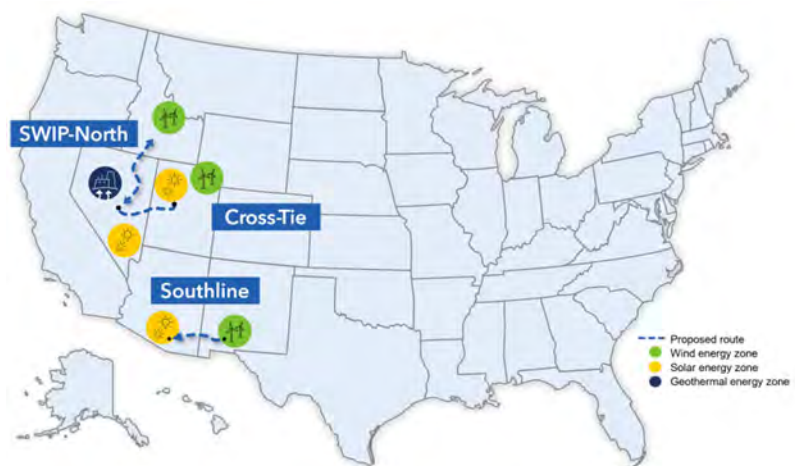 SWIP-North
Cross-Tie
Southline
Proposed route
Wind energy zone
Solar energy zone
Geothermal energy zone